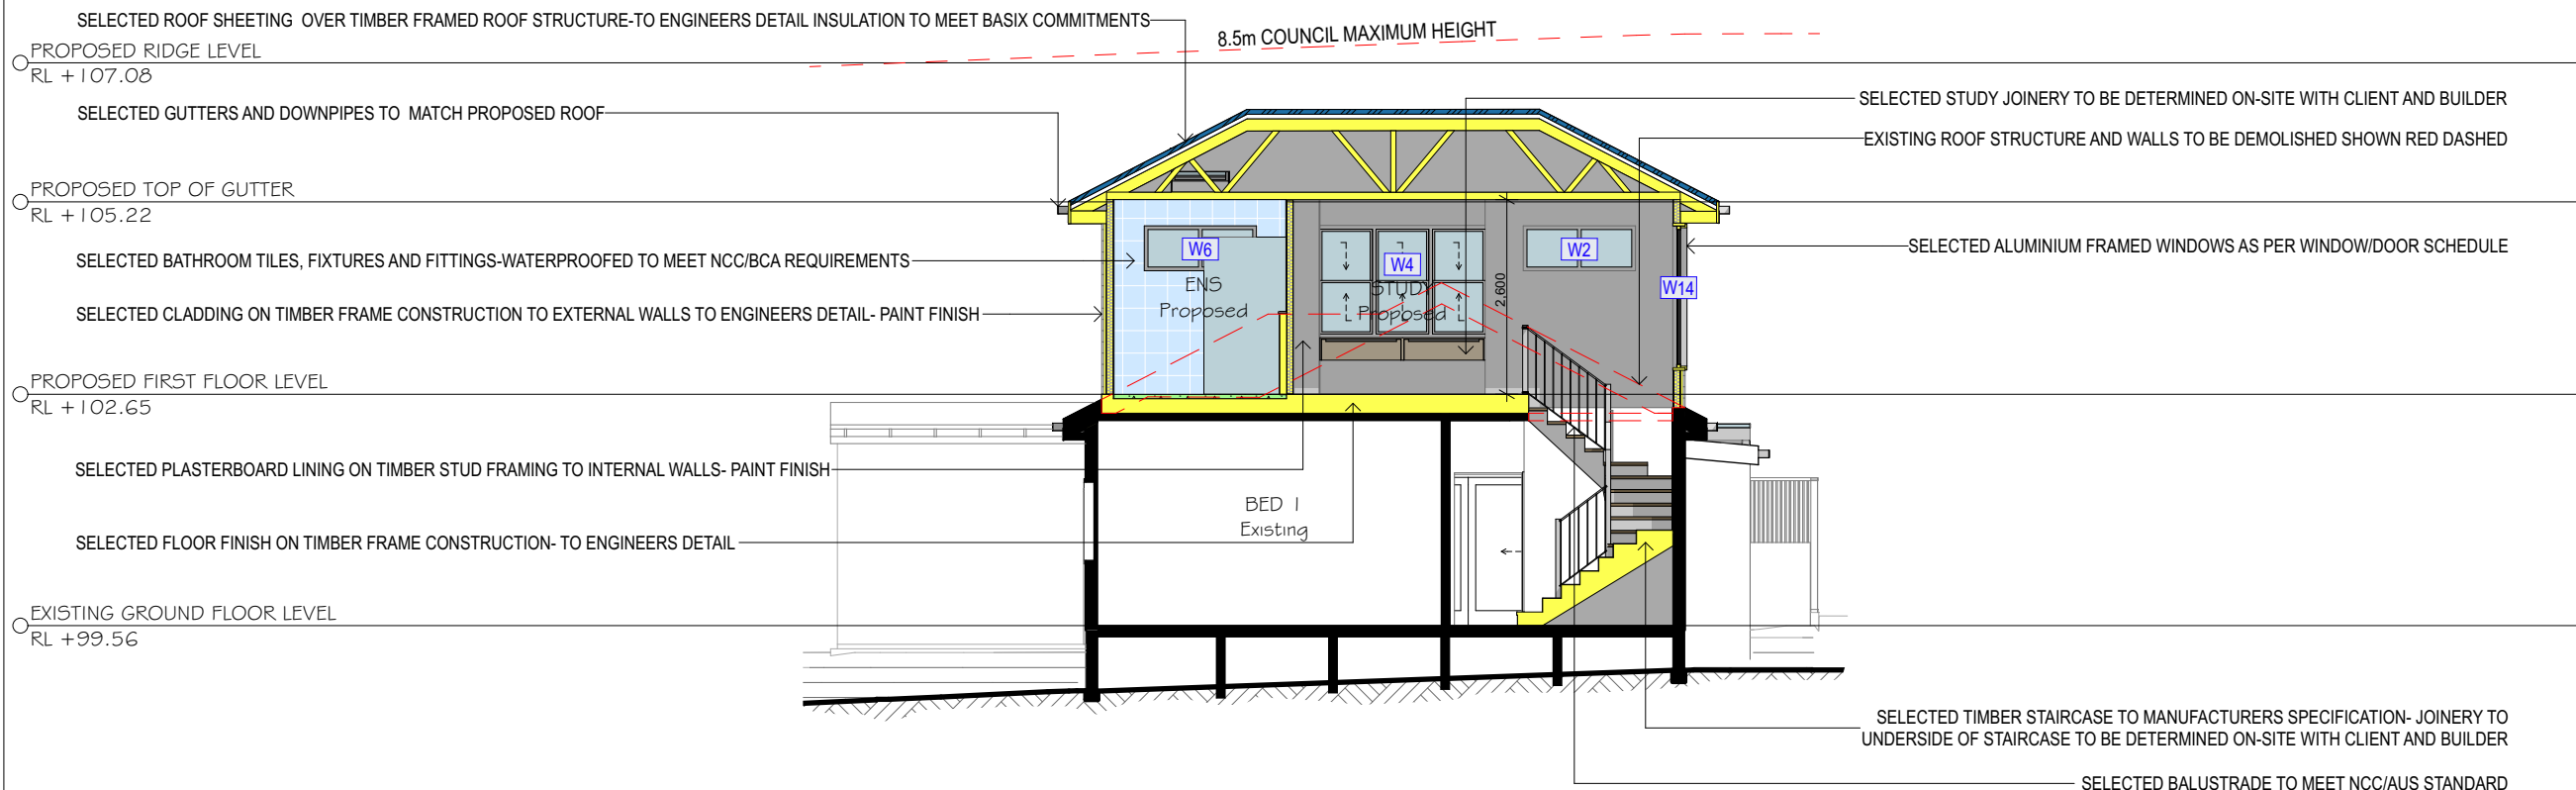 SELECTED ROOF SHEETING OVER TIMBER FRAMED ROOF STRUCTURE-TO ENGINEERS DETAIL INSULATION TO MEET BASIX COMMITMENTS
8.5m COUNCIL MAXIMUM HEIGHT
PROPOSED RIDGE LEVEL
RL +107.08
SELECTED STUDY JOINERY TO BE DETERMINED ON-SITE WITH CLIENT AND BUILDER
SELECTED GUTTERS AND DOWNPIPES TO MATCH PROPOSED ROOF
EXISTING ROOF STRUCTURE AND WALLS TO BE DEMOLISHED SHOWN RED DASHED
PROPOSED TOP OF GUTTER
RL +105.22
W6
W4
W2
SELECTED ALUMINIUM FRAMED WINDOWS AS PER WINDOW/DOOR SCHEDULE
SELECTED BATHROOM TILES, FIXTURES AND FITTINGS-WATERPROOFED TO MEET NCC/BCA REQUIREMENTS
ENS
Proposed
STUDY
Proposed
2,600
W14
SELECTED CLADDING ON TIMBER FRAME CONSTRUCTION TO EXTERNAL WALLS TO ENGINEERS DETAIL- PAINT FINISH
PROPOSED FIRST FLOOR LEVEL
RL +102.65
SELECTED PLASTERBOARD LINING ON TIMBER STUD FRAMING TO INTERNAL WALLS- PAINT FINISH
BED 1
Existing
SELECTED FLOOR FINISH ON TIMBER FRAME CONSTRUCTION- TO ENGINEERS DETAIL
EXISTING GROUND FLOOR LEVEL
RL +99.56
SELECTED TIMBER STAIRCASE TO MANUFACTURERS SPECIFICATION- JOINERY TO
UNDERSIDE OF STAIRCASE TO BE DETERMINED ON-SITE WITH CLIENT AND BUILDER
SELECTED BALUSTRADE TO MEET NCC/AUS STANDARD